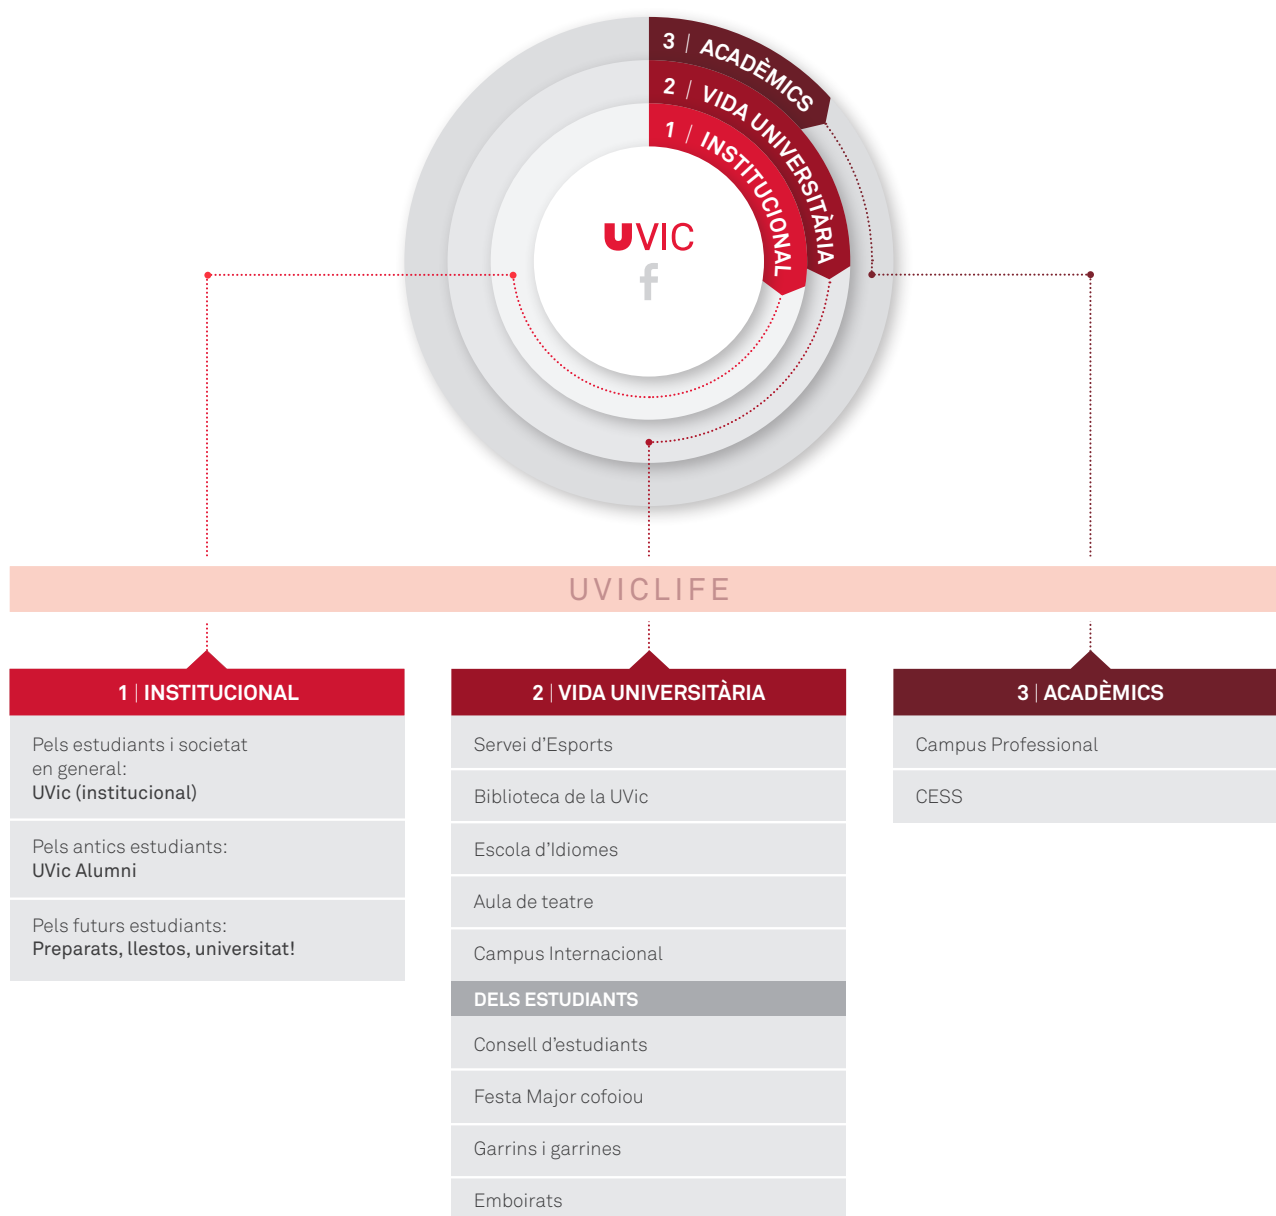 3 | ACADÈMICS
2 | VIDA UNIVERSITÀRIA
1 | INSTITUCIONAL
UVIC
f
UVICLIFE
1 | INSTITUCIONAL
Pels estudiants i societat
en general:
UVic (institucional)
Pels antics estudiants:
UVic Alumni
Pels futurs estudiants:
Preparats, llestos, universitat!
2 | VIDA UNIVERSITÀRIA
Servei d’Esports
Biblioteca de la UVic
Escola d’Idiomes
Aula de teatre
Campus Internacional
DELS ESTUDIANTS
Consell d’estudiants
Festa Major cofoiou
Garrins i garrines
Emboirats
3 | ACADÈMICS
Campus Professional
CESS